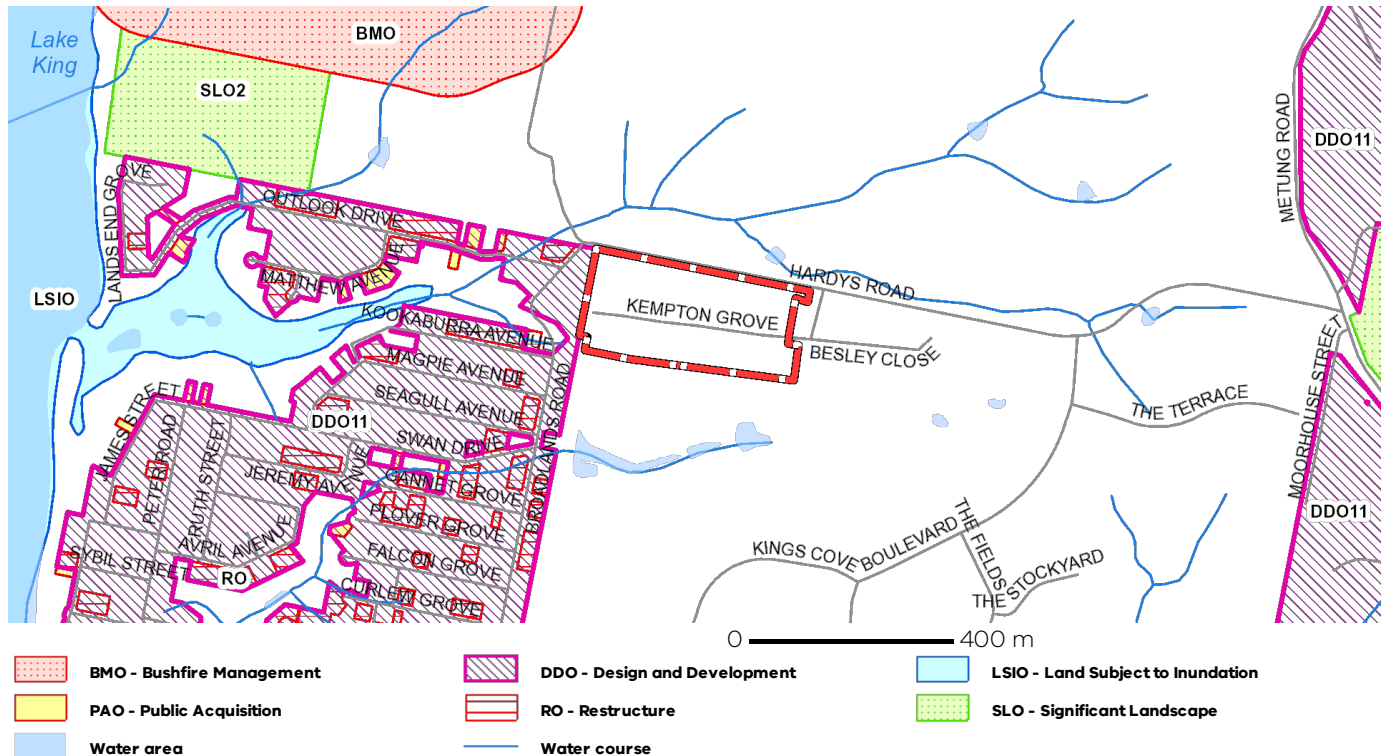 Lake
King
BMO
SLO2
METUNG ROAD
DDO11
LANDS END GROVE
OUTLOOK DRIVE
MATTHEW AVENUE
HARDYS ROAD
LSIO
KEMPTON GROVE
KOOKABURRA AVENUE
BESLEY CLOSE
MAGPIE AVENUE
SEAGULL AVENUE
JAMES STREET
DDO11
SWAN DRIVE
BROADLANDS ROAD
THE TERRACE
MOORHOUSE STREET
PETER ROAD
RUTH STREET
JEREMY AVENUE
GANNET GROVE
PLOVER GROVE
DDO11
AVRIL AVENUE
FALCON GROVE
SYBIL STREET
RO
CURLEW GROVE
KINGS COVE BOULEVARD
THE FIELDS
THE STOCKYARD
0 400 m
BMO - Bushfire Management
DDO - Design and Development
LSIO - Land Subject to Inundation
PAO - Public Acquisition
RO - Restructure
SLO - Significant Landscape
Water area
Water course